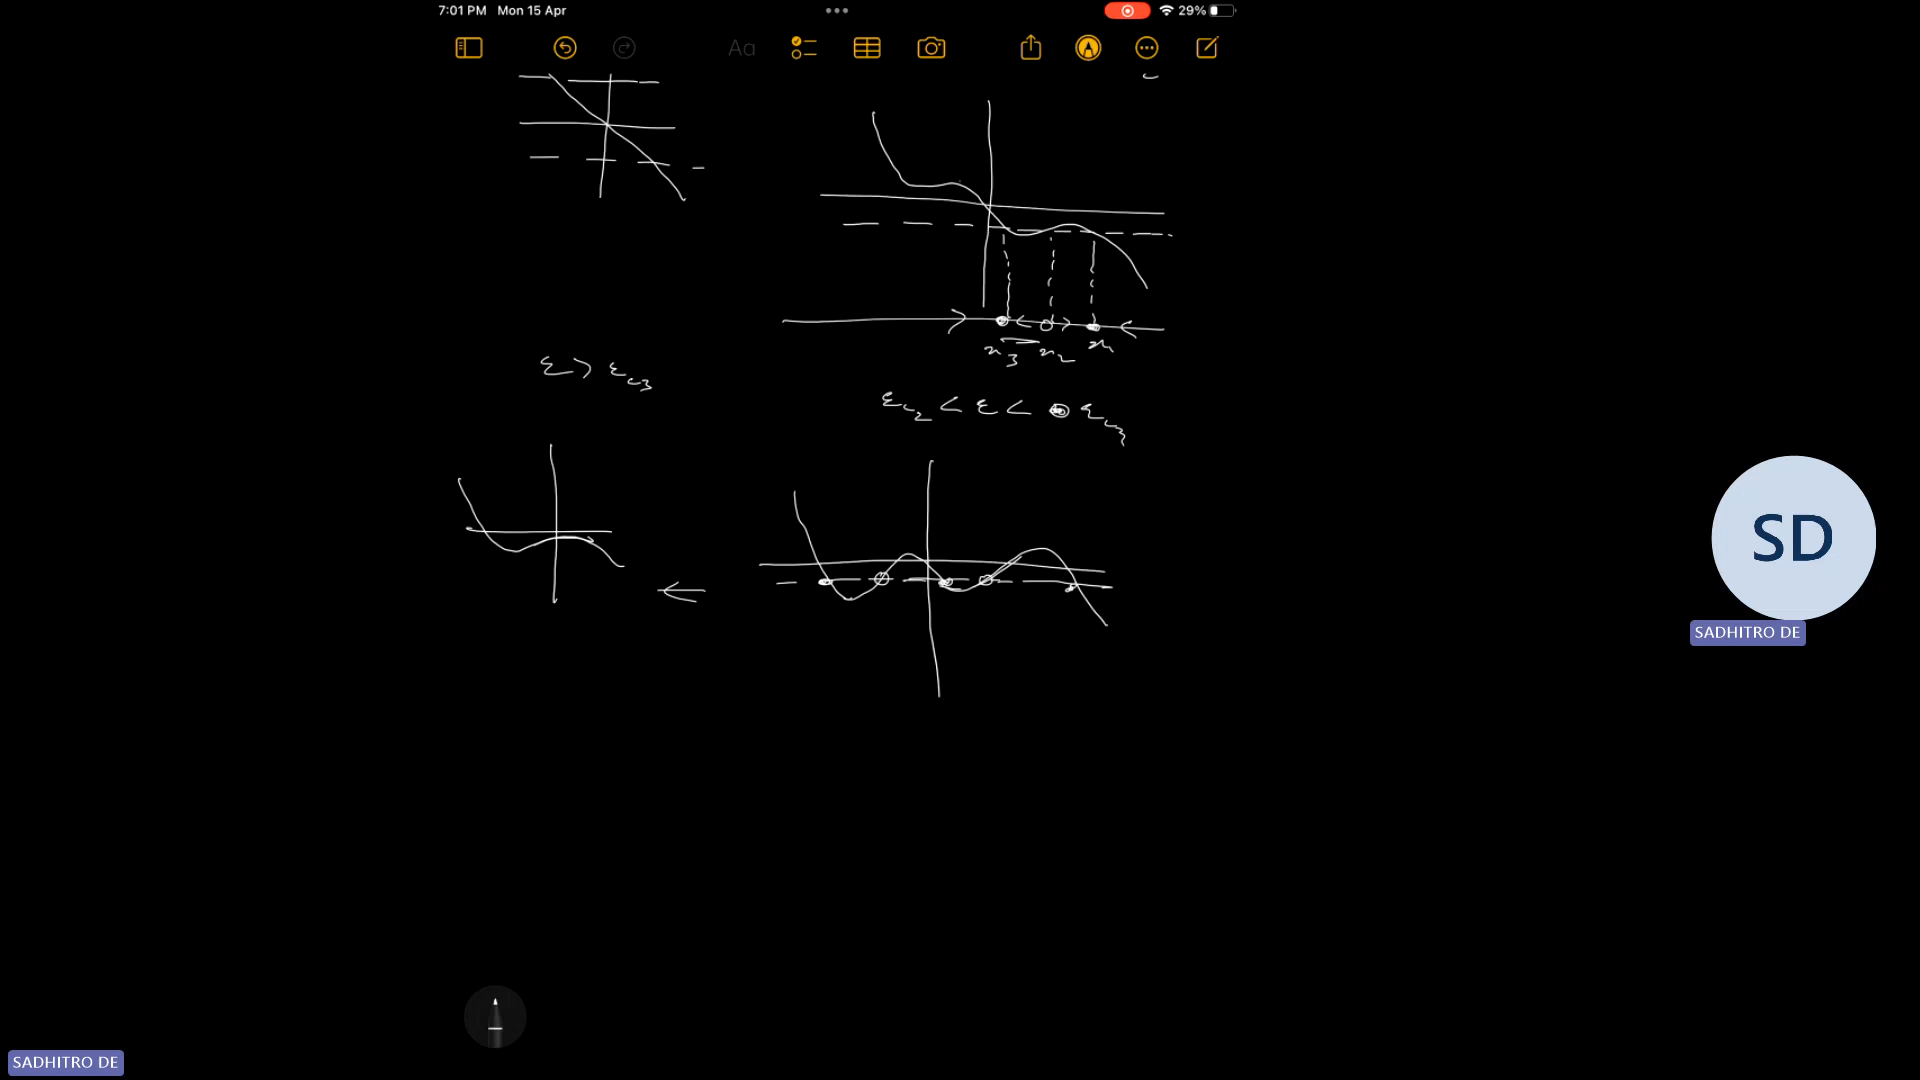 7:01 PM Mon 15 Apr
29%
Aa
x₃ x₂ x₁
ε > ε_c₃
ε_c₂ < ε < ε_c₃
SD
SADHITRO DE
SADHITRO DE